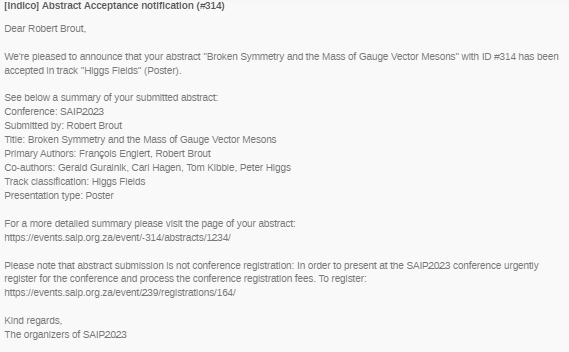 [Indico] Abstract Acceptance notification (#314)
Dear Robert Brout,
We're pleased to announce that your abstract "Broken Symmetry and the Mass of Gauge Vector Mesons" with ID #314 has been
accepted in track "Higgs Fields" (Poster).
See below a summary of your submitted abstract:
Conference: SAIP2023
Submitted by: Robert Brout
Title: Broken Symmetry and the Mass of Gauge Vector Mesons
Primary Authors: François Englert, Robert Brout
Co-authors: Gerald Guralnik, Carl Hagen, Tom Kibble, Peter Higgs
Track classification: Higgs Fields
Presentation type: Poster
For a more detailed summary please visit the page of your abstract:
https://events.saip.org.za/event/-314/abstracts/1234/
Please note that abstract submission is not conference registration: In order to present at the SAIP2023 conference urgently
register for the conference and process the conference registration fees. To register:
https://events.saip.org.za/event/239/registrations/164/
Kind regards,
The organizers of SAIP2023